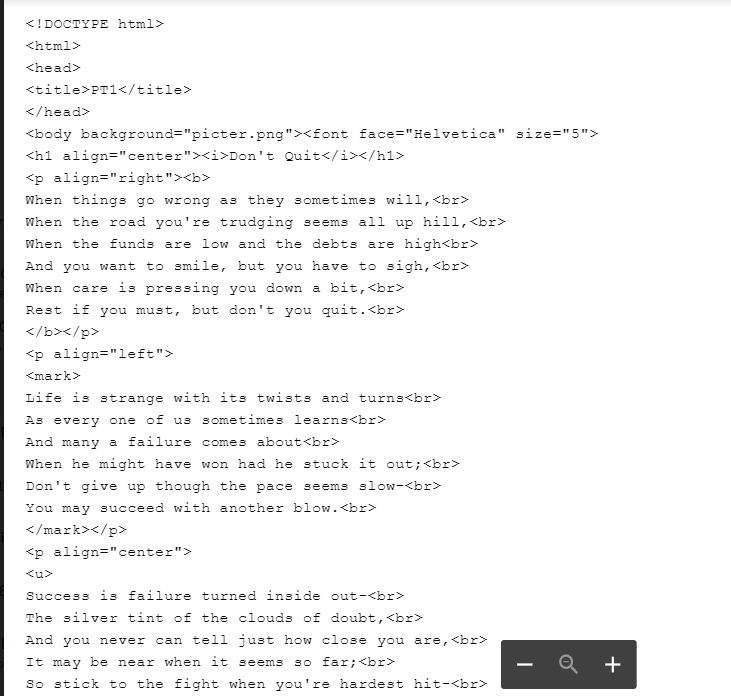 <!DOCTYPE html>
<html>
<head>
<title>PT1</title>
</head>
<body background="picter.png"><font face="Helvetica" size="5">
<h1 align="center"><i>Don't Quit</i></h1>
<p align="right"><b>
When things go wrong as they sometimes will,<br>
When the road you're trudging seems all up hill,<br>
When the funds are low and the debts are high<br>
And you want to smile, but you have to sigh,<br>
When care is pressing you down a bit,<br>
Rest if you must, but don't you quit.<br>
</b></p>
<p align="left">
<mark>
Life is strange with its twists and turns<br>
As every one of us sometimes learns<br>
And many a failure comes about<br>
When he might have won had he stuck it out;<br>
Don't give up though the pace seems slow-<br>
You may succeed with another blow.<br>
</mark></p>
<p align="center">
<u>
Success is failure turned inside out-<br>
The silver tint of the clouds of doubt,<br>
And you never can tell just how close you are,<br>
It may be near when it seems so far;<br>
So stick to the fight when you're hardest hit-<br>